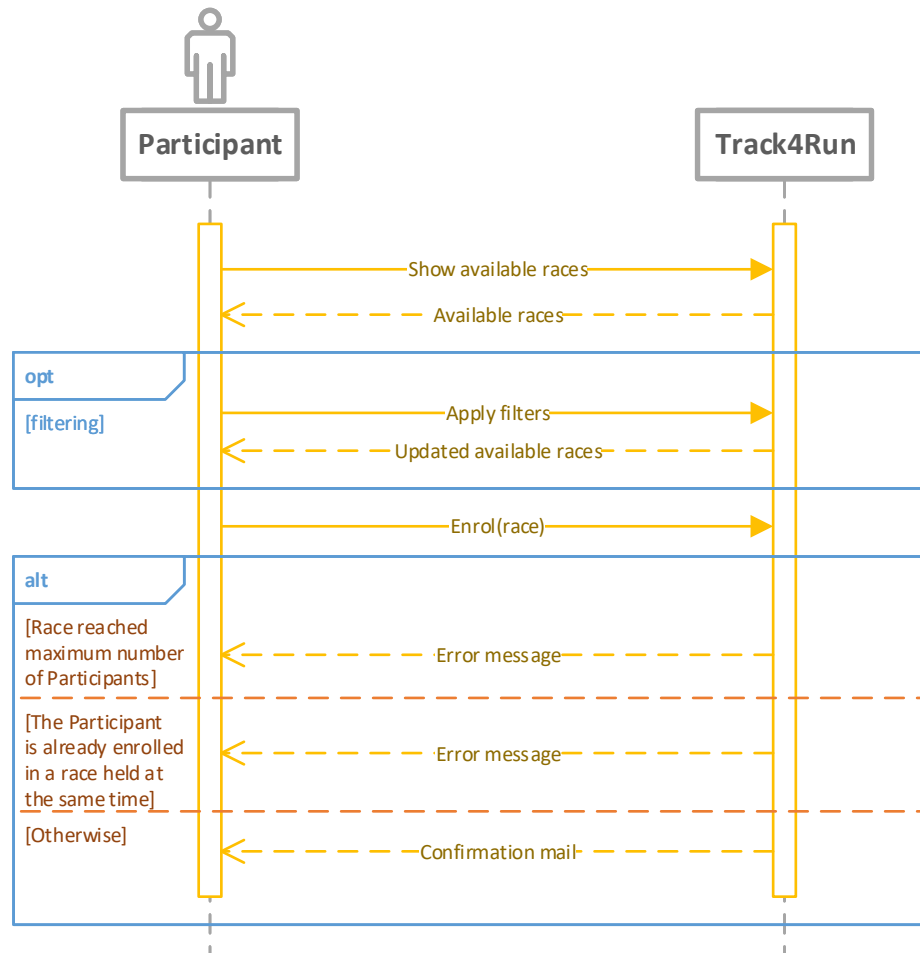 Participant
Track4Run
Show available races
Available races
opt
[filtering]
Apply filters
Updated available races
Enrol(race)
alt
[Race reached
maximum number
of Participants]
Error message
[The Participant
is already enrolled
in a race held at
the same time]
Error message
[Otherwise]
Confirmation mail